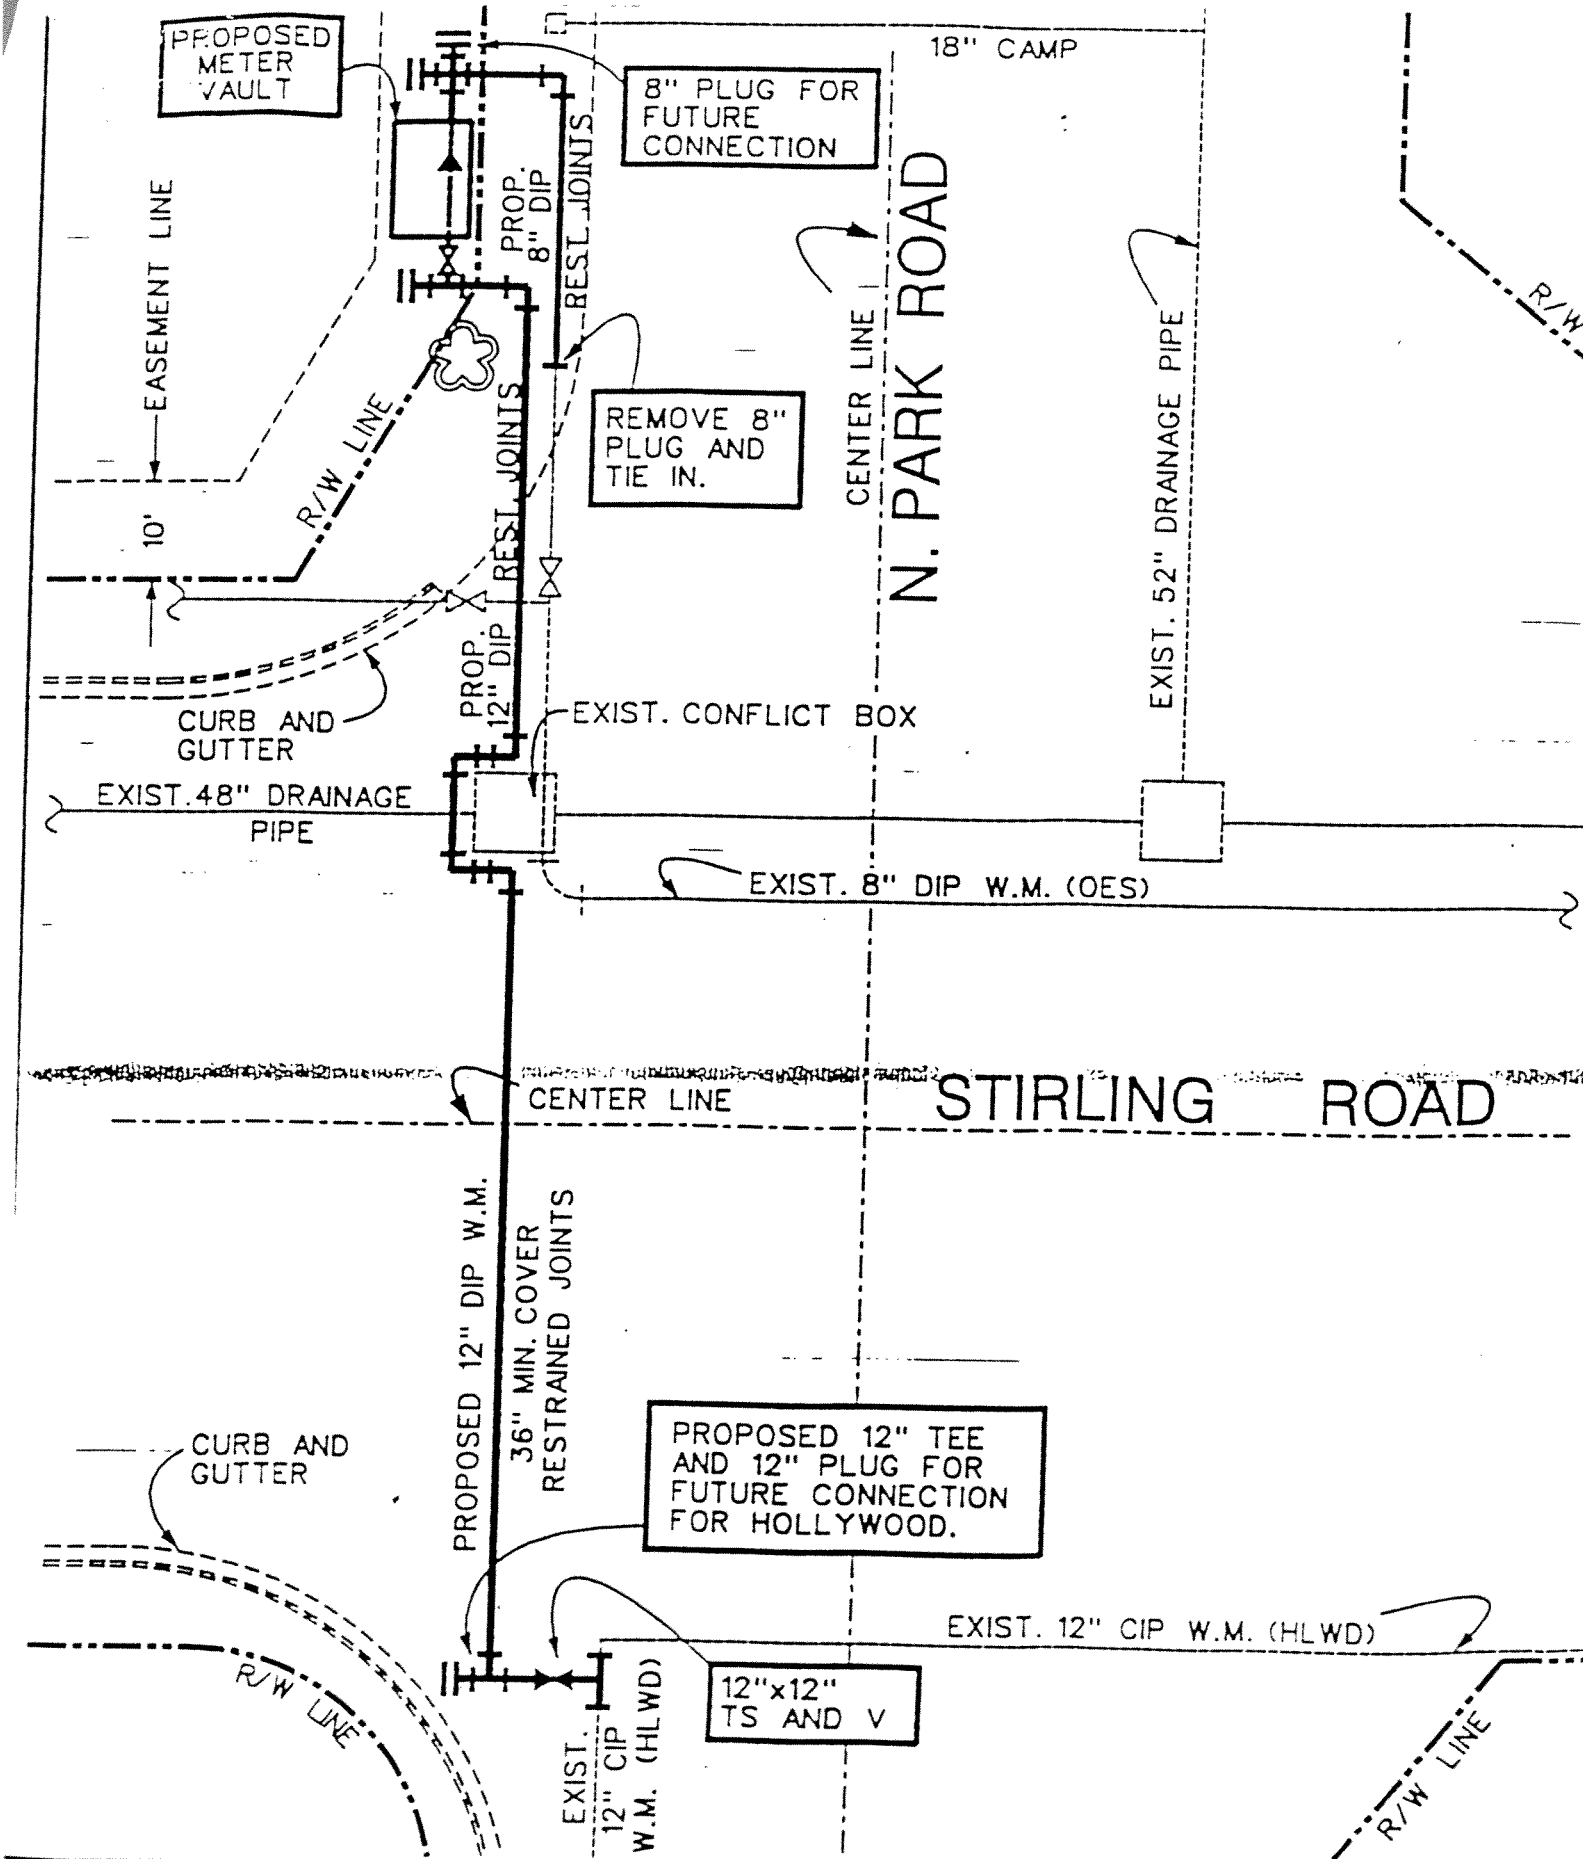 PROPOSED
METER
VAULT
18" CAMP
8" PLUG FOR
FUTURE
CONNECTION
PROP.
8" DIP
REST. JOINTS
EASEMENT LINE
10'
R/W LINE
REST. JOINTS
PROP.
12" DIP
REMOVE 8"
PLUG AND
TIE IN.
CENTER LINE
N. PARK ROAD
EXIST. 52" DRAINAGE PIPE
R/W
CURB AND
GUTTER
EXIST. CONFLICT BOX
EXIST. 48" DRAINAGE
PIPE
EXIST. 8" DIP W.M. (OES)
CENTER LINE
STIRLING ROAD
PROPOSED 12" DIP W.M.
36" MIN. COVER
RESTRAINED JOINTS
CURB AND
GUTTER
PROPOSED 12" TEE
AND 12" PLUG FOR
FUTURE CONNECTION
FOR HOLLYWOOD.
EXIST. 12" CIP W.M. (HLWD)
R/W LINE
EXIST.
12" CIP
W.M. (HLWD)
12"x12"
TS AND V
R/W LINE